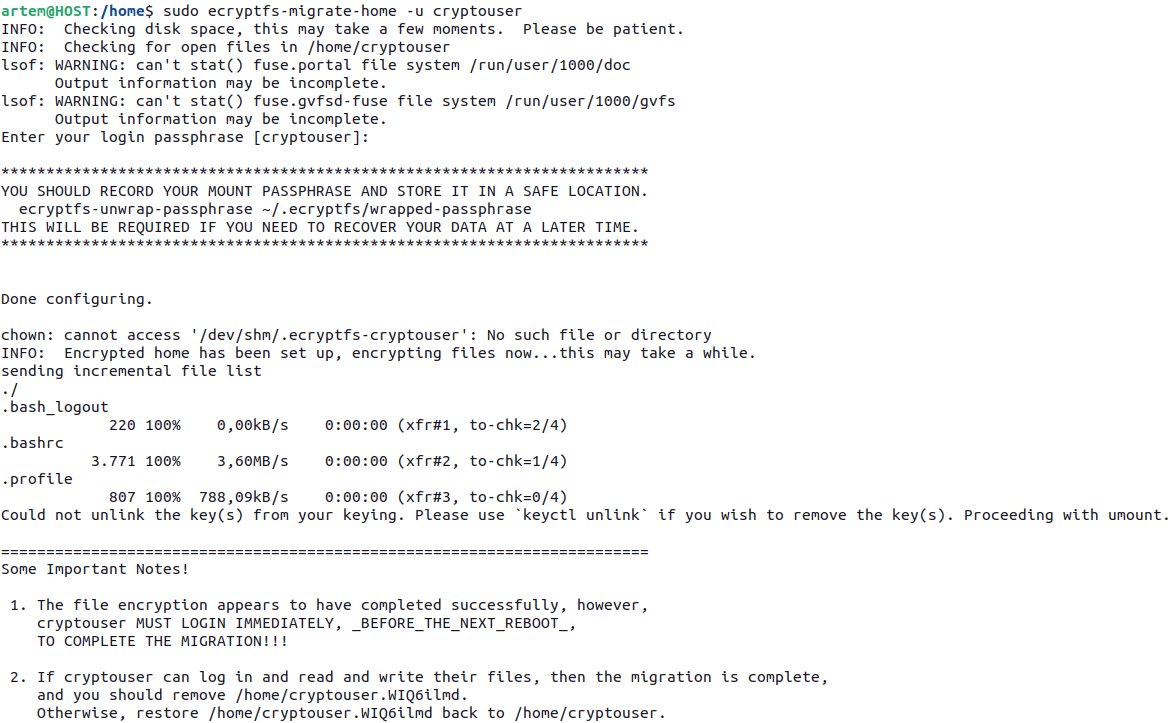 artem@HOST:/home$ sudo ecryptfs-migrate-home -u cryptouser
INFO:  Checking disk space, this may take a few moments.  Please be patient.
INFO:  Checking for open files in /home/cryptouser
lsof: WARNING: can't stat() fuse.portal file system /run/user/1000/doc
      Output information may be incomplete.
lsof: WARNING: can't stat() fuse.gvfsd-fuse file system /run/user/1000/gvfs
      Output information may be incomplete.
Enter your login passphrase [cryptouser]:
************************************************************************
YOU SHOULD RECORD YOUR MOUNT PASSPHRASE AND STORE IT IN A SAFE LOCATION.
  ecryptfs-unwrap-passphrase ~/.ecryptfs/wrapped-passphrase
THIS WILL BE REQUIRED IF YOU NEED TO RECOVER YOUR DATA AT A LATER TIME.
************************************************************************
Done configuring.
chown: cannot access '/dev/shm/.ecryptfs-cryptouser': No such file or directory
INFO:  Encrypted home has been set up, encrypting files now...this may take a while.
sending incremental file list
./
.bash_logout
            220 100%    0,00kB/s    0:00:00 (xfr#1, to-chk=2/4)
.bashrc
          3.771 100%    3,60MB/s    0:00:00 (xfr#2, to-chk=1/4)
.profile
            807 100%  788,09kB/s    0:00:00 (xfr#3, to-chk=0/4)
Could not unlink the key(s) from your keying. Please use `keyctl unlink` if you wish to remove the key(s). Proceeding with umount.
========================================================================
Some Important Notes!
 1. The file encryption appears to have completed successfully, however,
    cryptouser MUST LOGIN IMMEDIATELY, _BEFORE_THE_NEXT_REBOOT_,
    TO COMPLETE THE MIGRATION!!!
 2. If cryptouser can log in and read and write their files, then the migration is complete,
    and you should remove /home/cryptouser.WIQ6ilmd.
    Otherwise, restore /home/cryptouser.WIQ6ilmd back to /home/cryptouser.